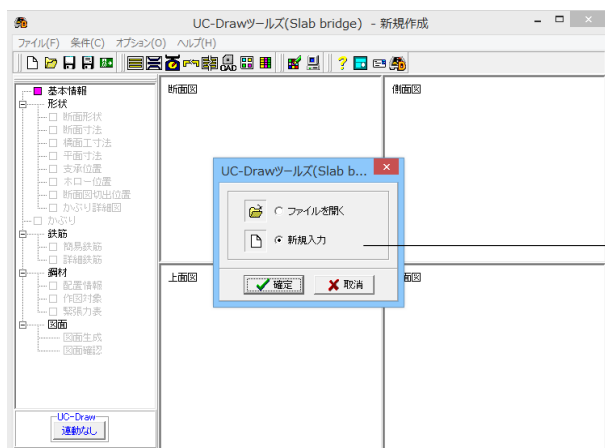 UC-Drawツールズ(Slab bridge) - 新規作成
ファイル(F) 条件(C) オプション(O) ヘルプ(H)
基本情報
形状
断面形状
断面寸法
橋面工寸法
平面寸法
支承位置
ホロー位置
断面図切出位置
かぶり詳細図
かぶり
鉄筋
簡易鉄筋
詳細鉄筋
鋼材
配置情報
作図対象
緊張力表
図面
図面生成
図面確認
UC-Draw
連動なし
断面図
側面図
上面図
面図
UC-Drawツールズ(Slab b...
ファイルを開く
新規入力
確定
取消